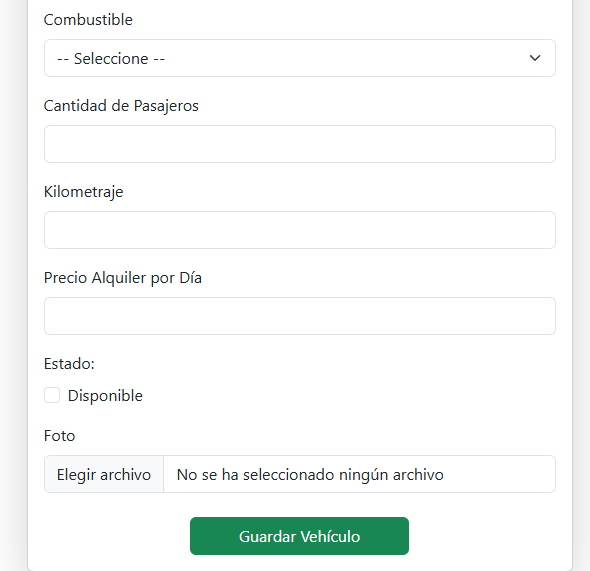 Combustible
-- Seleccione --
Cantidad de Pasajeros
Kilometraje
Precio Alquiler por Día
Estado:
Disponible
Foto
Elegir archivo No se ha seleccionado ningún archivo
Guardar Vehículo